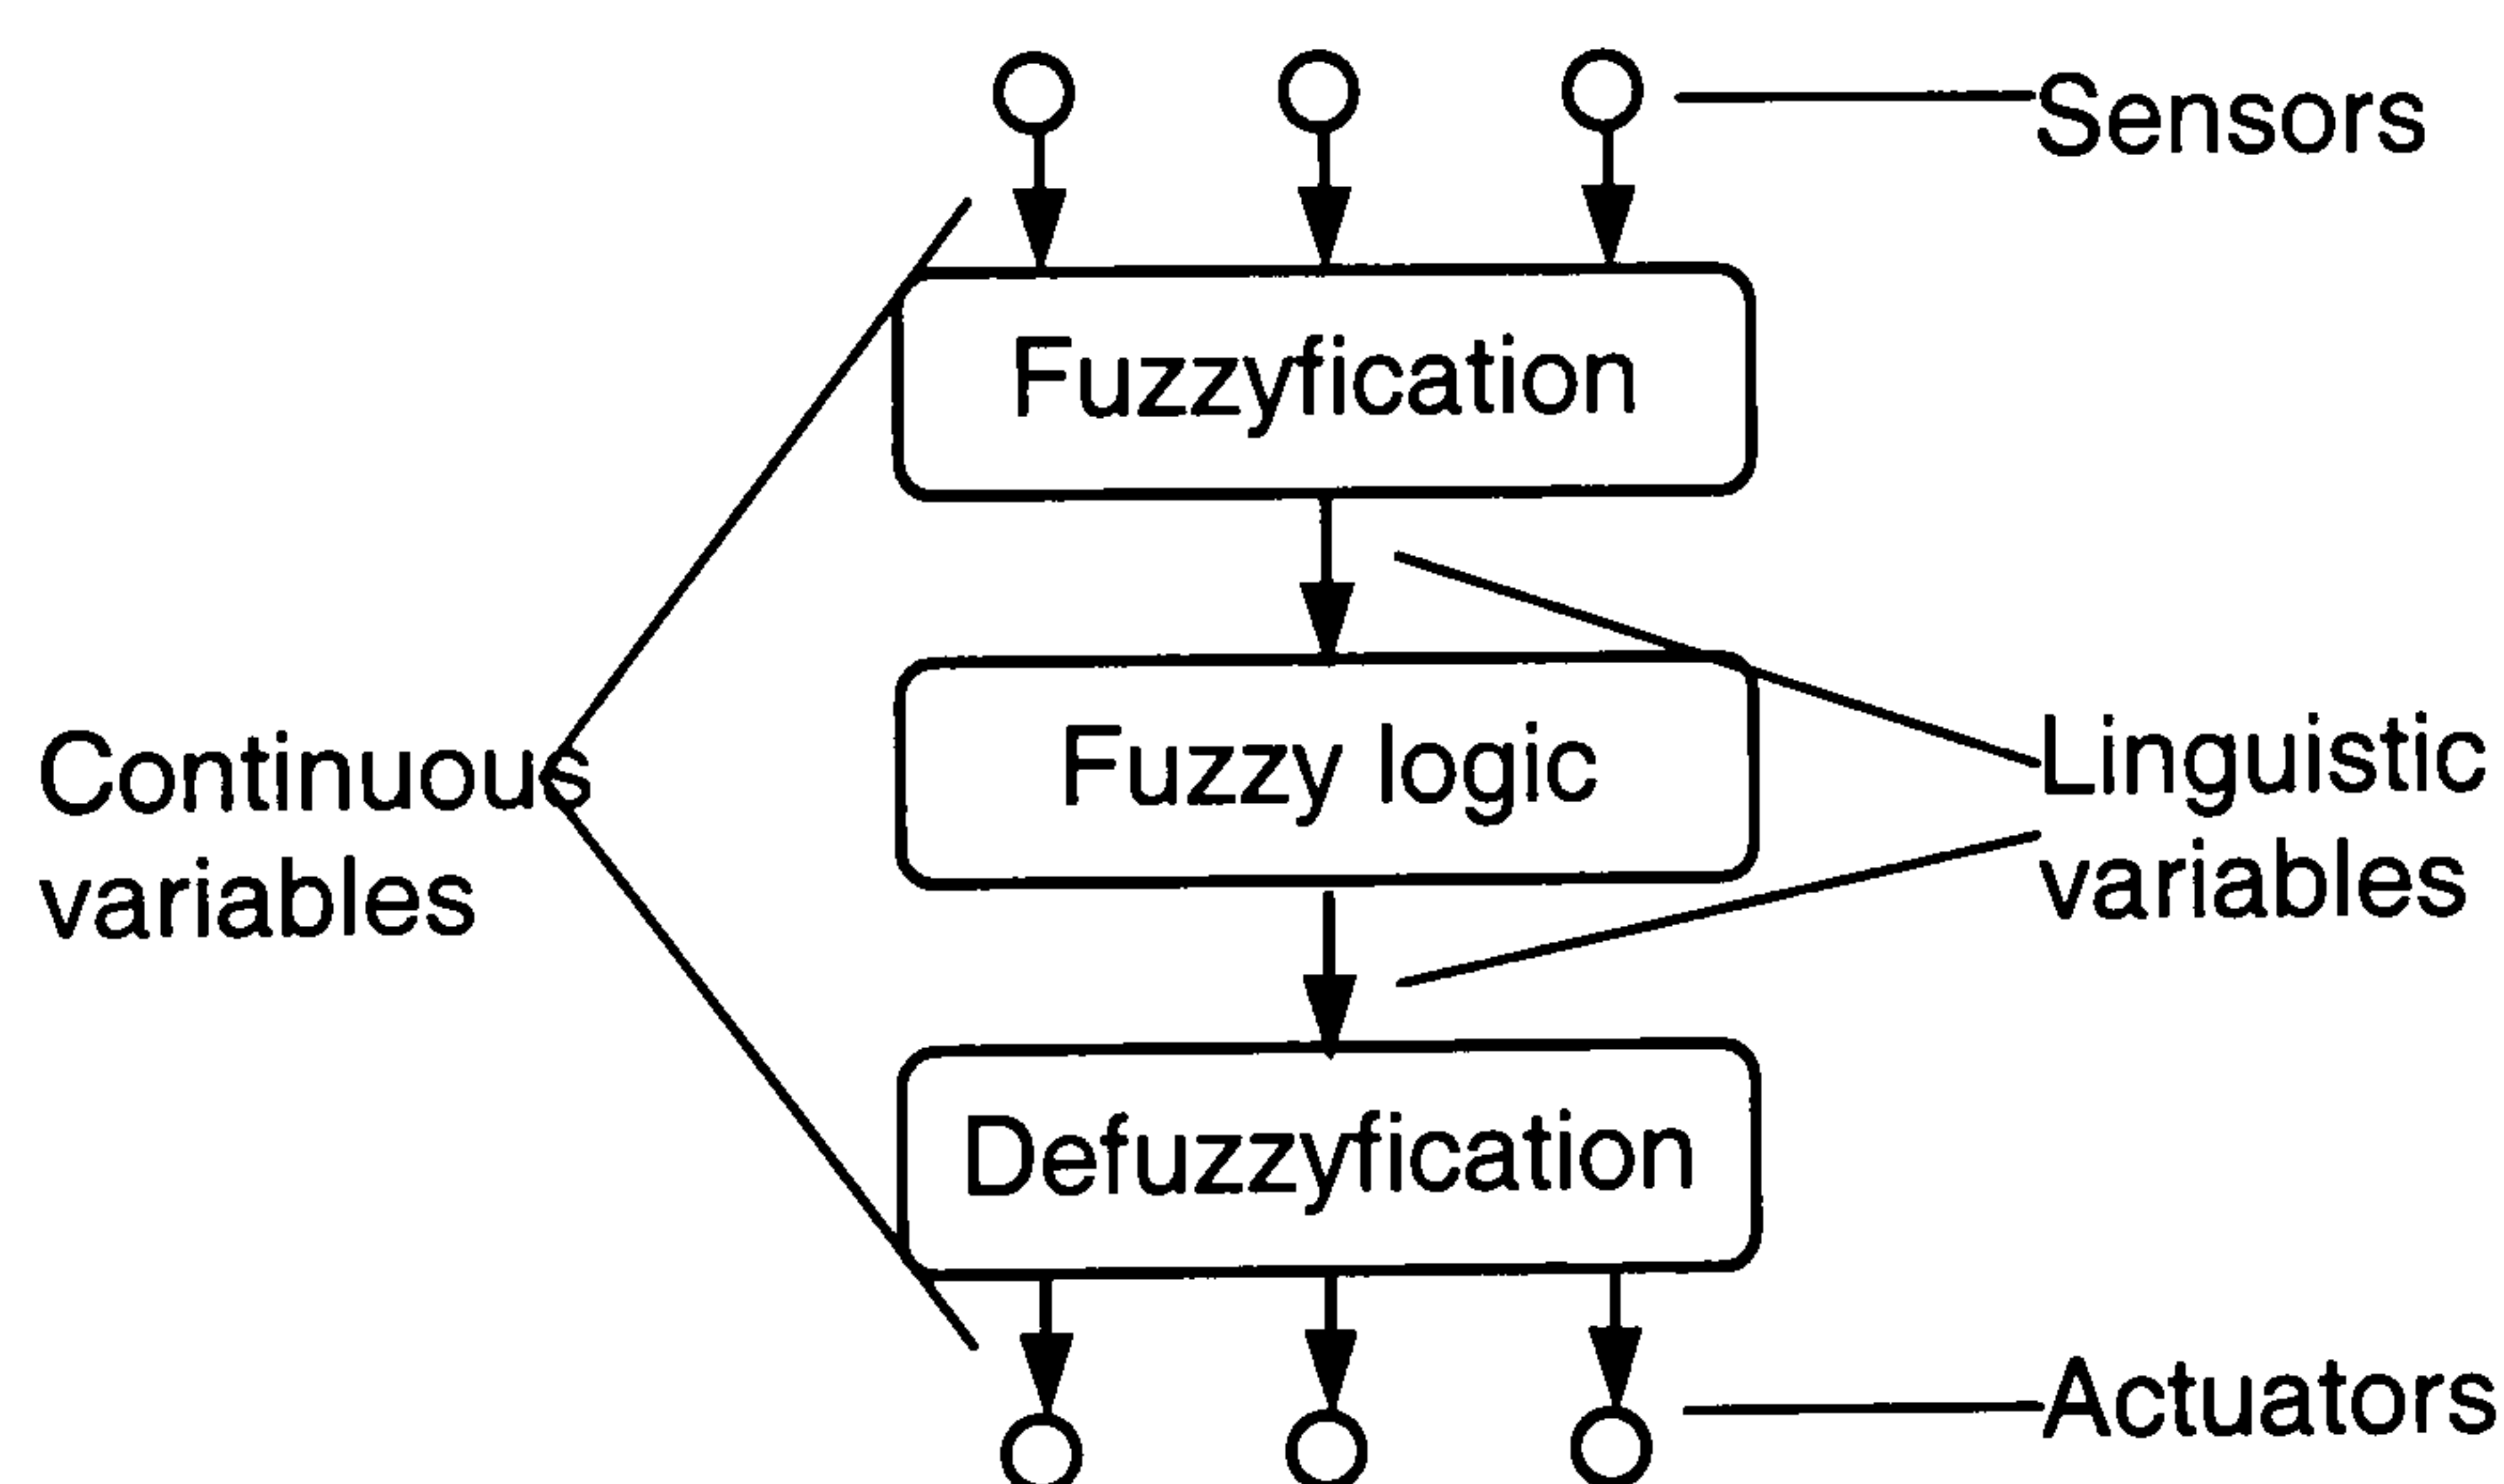 Sensors
Fuzzyfication
Fuzzy logic
Continuous
variables
Linguistic
variables
Defuzzyfication
Actuators